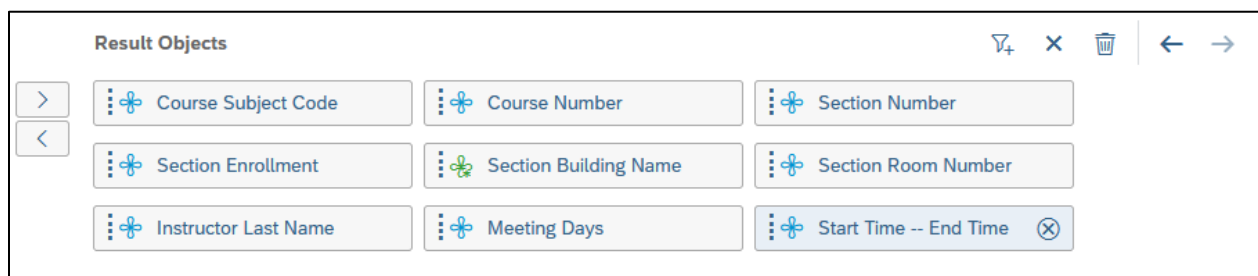 Result Objects
Course Subject Code Course Number Section Number
Section Enrollment Section Building Name Section Room Number
Instructor Last Name Meeting Days Start Time -- End Time